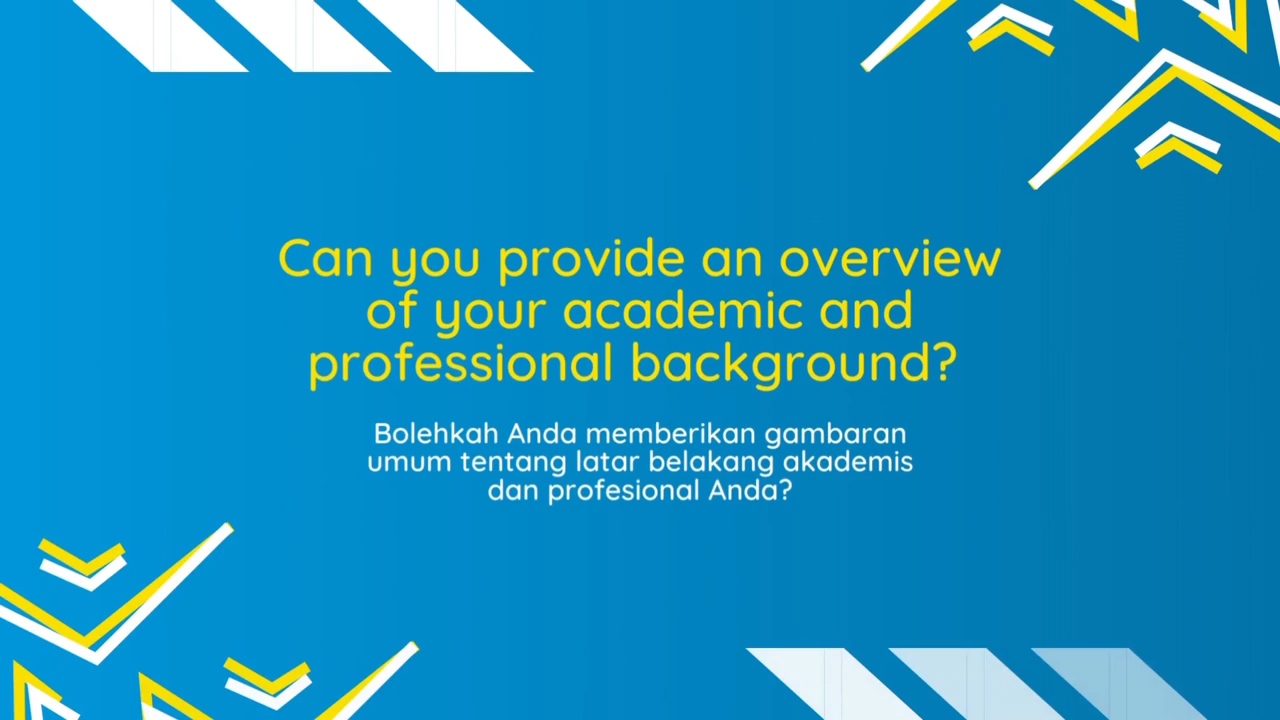 Can you provide an overview
of your academic and
professional background?
Bolehkah Anda memberikan gambaran
umum tentang latar belakang akademis
dan profesional Anda?